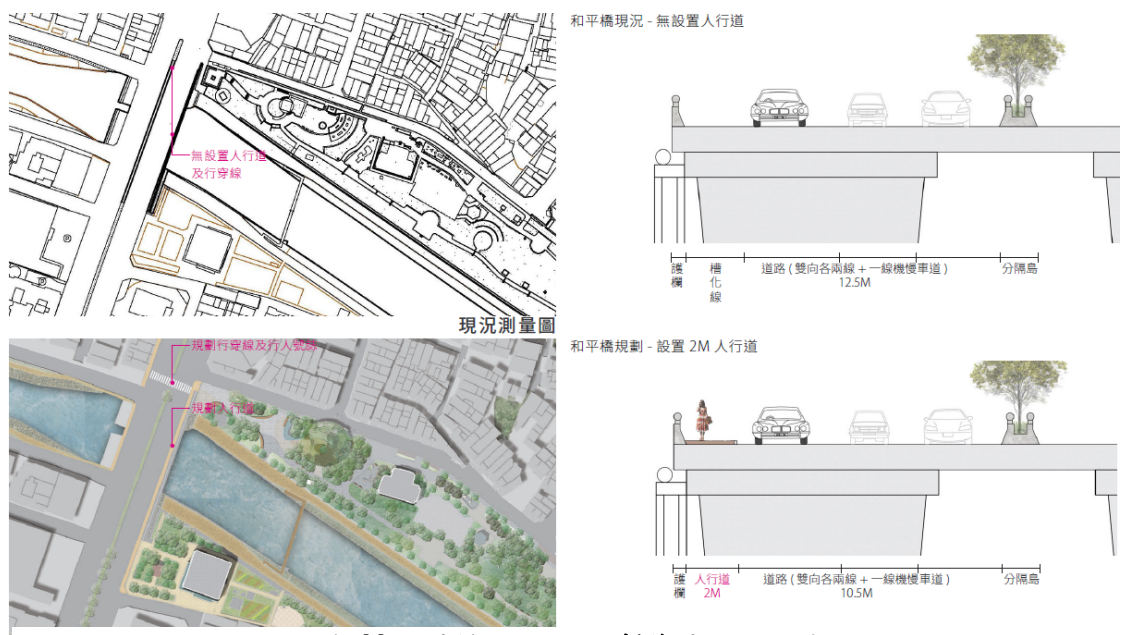 無設置人行道
及行穿線
現況測量圖
規劃行穿線及行人號誌
規劃人行道
和平橋現況 - 無設置人行道
護欄
槽化線
道路 ( 雙向各兩線 + 一線機慢車道 )
12.5M
分隔島
和平橋規劃 - 設置 2M 人行道
護欄
人行道
2M
道路 ( 雙向各兩線 + 一線機慢車道 )
10.5M
分隔島